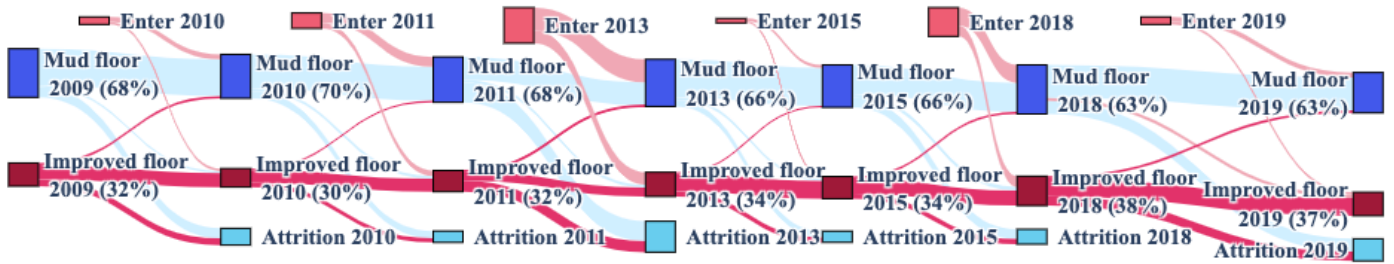 Enter 2010
Enter 2011
Enter 2013
Enter 2015
Enter 2018
Enter 2019
Mud floor
2009 (68%)
Mud floor
2010 (70%)
Mud floor
2011 (68%)
Mud floor
2013 (66%)
Mud floor
2015 (66%)
Mud floor
2018 (63%)
Mud floor
2019 (63%)
Improved floor
2009 (32%)
Improved floor
2010 (30%)
Improved floor
2011 (32%)
Improved floor
2013 (34%)
Improved floor
2015 (34%)
Improved floor
2018 (38%)
Improved floor
2019 (37%)
Attrition 2010
Attrition 2011
Attrition 2013
Attrition 2015
Attrition 2018
Attrition 2019